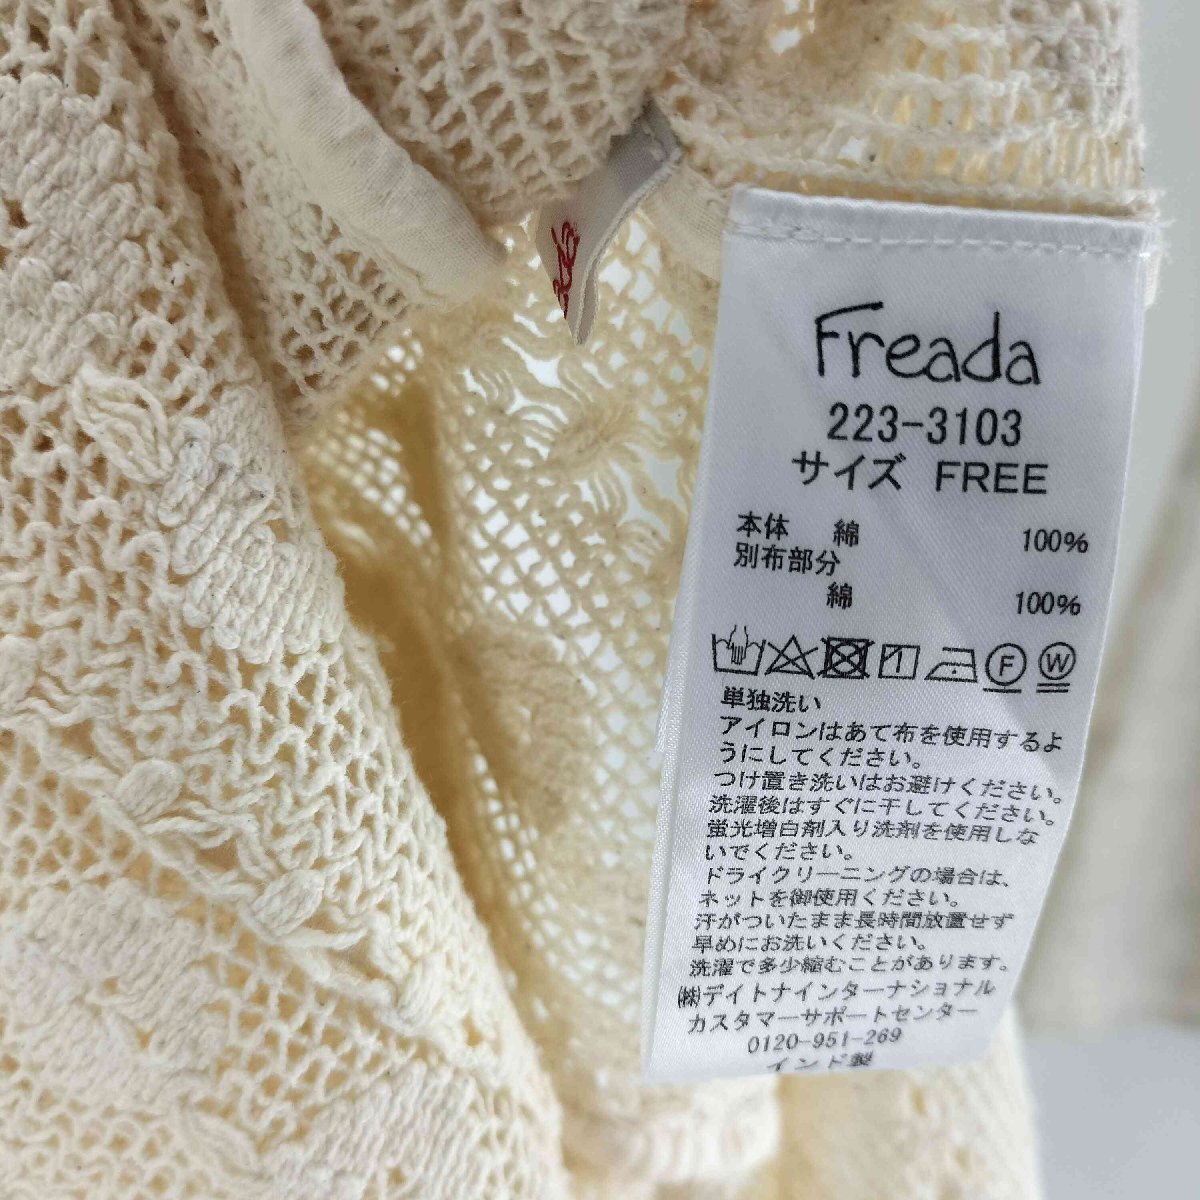 Freada
223-3103
サイズ FREE
本体 綿 100%
別布部分
綿 100%
F W
単独洗い
アイロンはあて布を使用するよ
うにしてください。
つけ置き洗いはお避けください。
洗濯後はすぐに干してください。
蛍光増白剤入り洗剤を使用しな
いでください。
ドライクリーニングの場合は、
ネットを御使用ください。
汗がついたまま長時間放置せず
早めにお洗いください。
洗濯で多少縮むことがあります。
㈱デイトナインターナショナル
カスタマーサポートセンター
0120-951-269
インド製